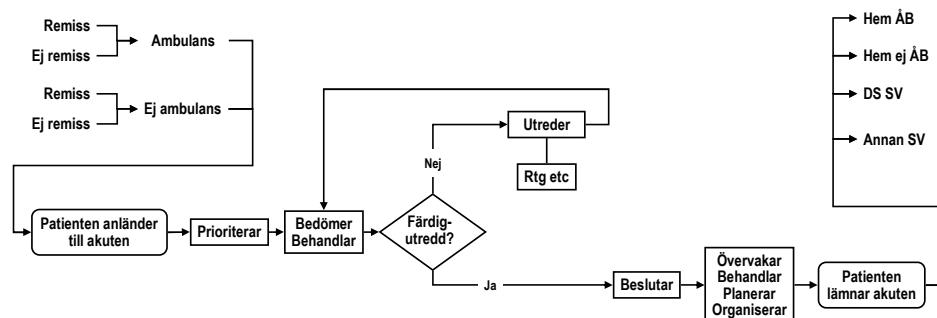 Remiss
Ej remiss
Ambulans
Remiss
Ej remiss
Ej ambulans
Patienten anländer
till akuten
Prioriterar
Bedömer
Behandlar
Färdig-
utredd?
Nej
Utreder
Rtg etc
Ja
Beslutar
Övervakar
Behandlar
Planerar
Organiserar
Patienten
lämnar akuten
Hem ÅB
Hem ej ÅB
DS SV
Annan SV